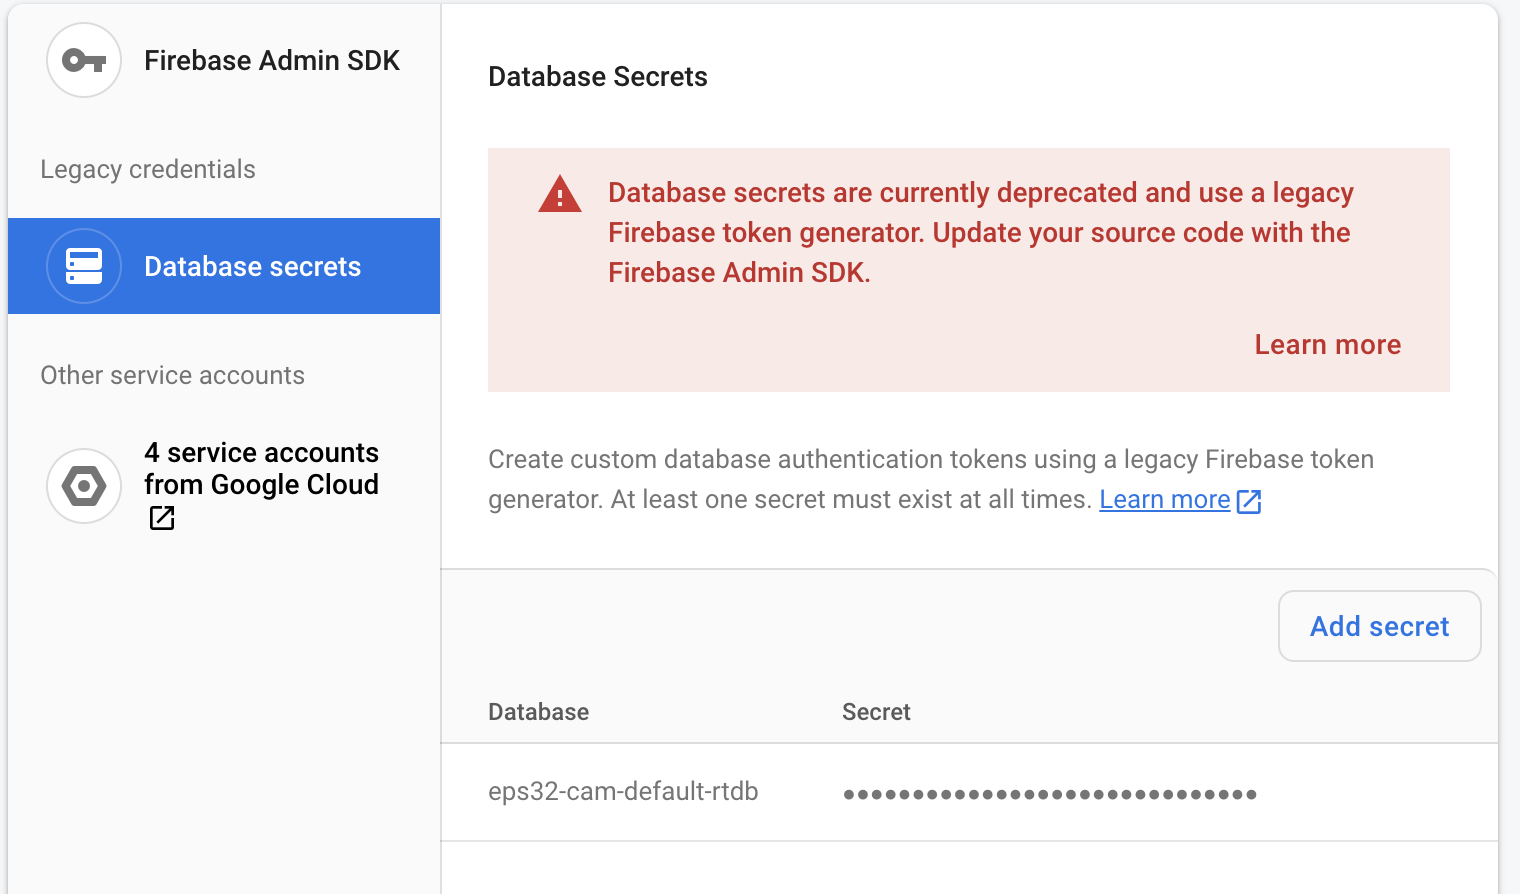 Firebase Admin SDK
Legacy credentials
Database secrets
Other service accounts
4 service accounts
from Google Cloud
Database Secrets
Database secrets are currently deprecated and use a legacy
Firebase token generator. Update your source code with the
Firebase Admin SDK.
Learn more
Create custom database authentication tokens using a legacy Firebase token
generator. At least one secret must exist at all times. Learn more
Add secret
Database Secret
eps32-cam-default-rtdb ••••••••••••••••••••••••••••••